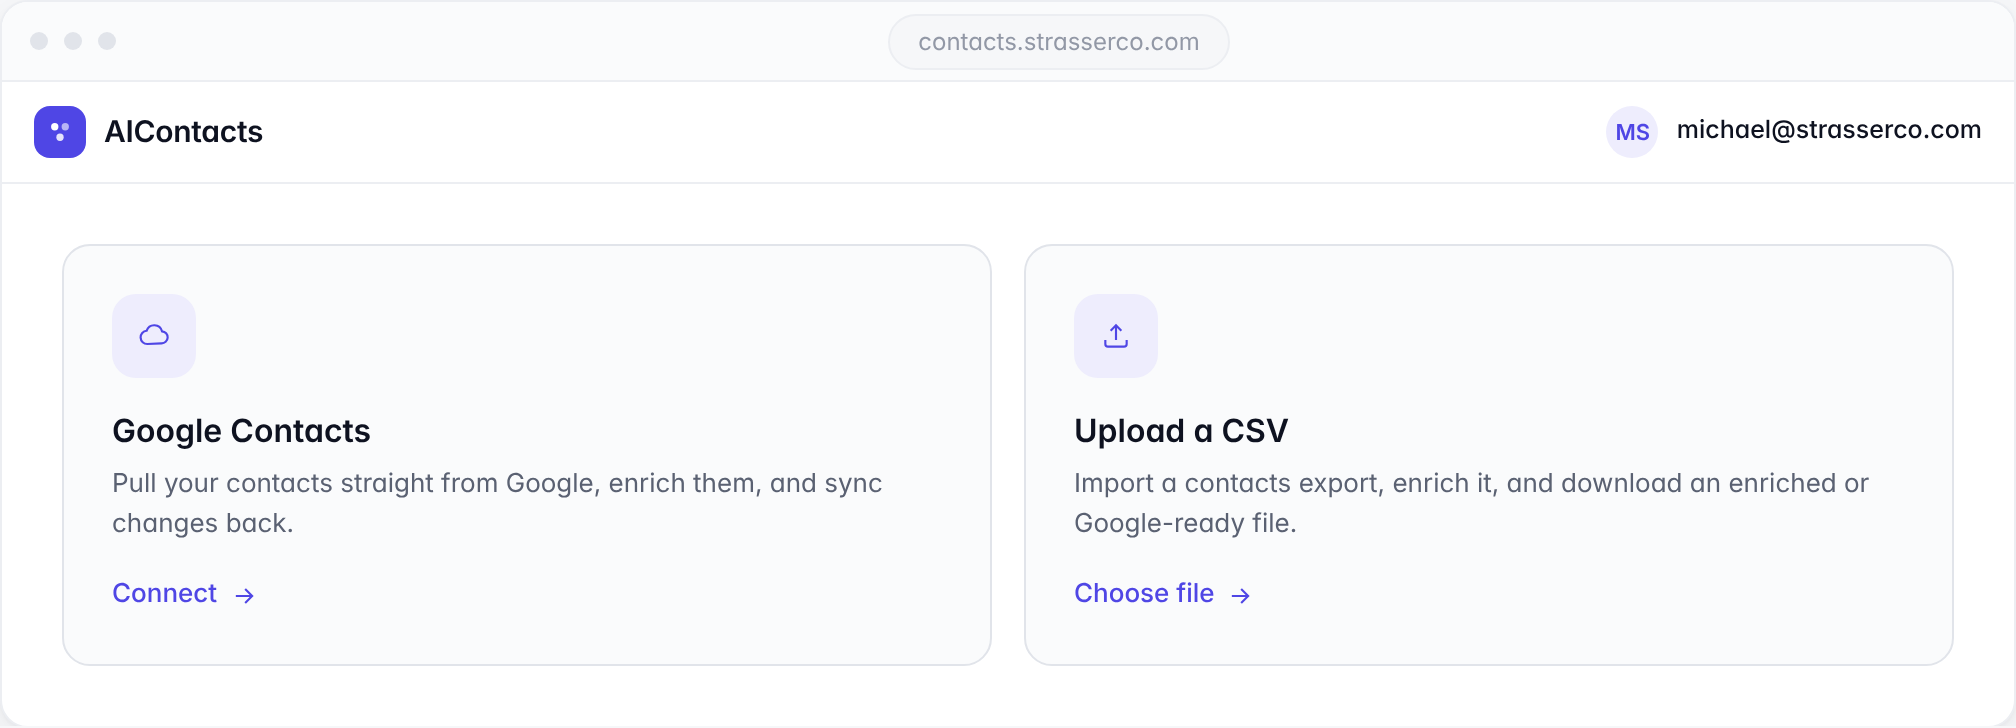 contacts.strasserco.com
AIContacts
MS michael@strasserco.com
Google Contacts
Pull your contacts straight from Google, enrich them, and sync
changes back.
Connect →
Upload a CSV
Import a contacts export, enrich it, and download an enriched or
Google-ready file.
Choose file →